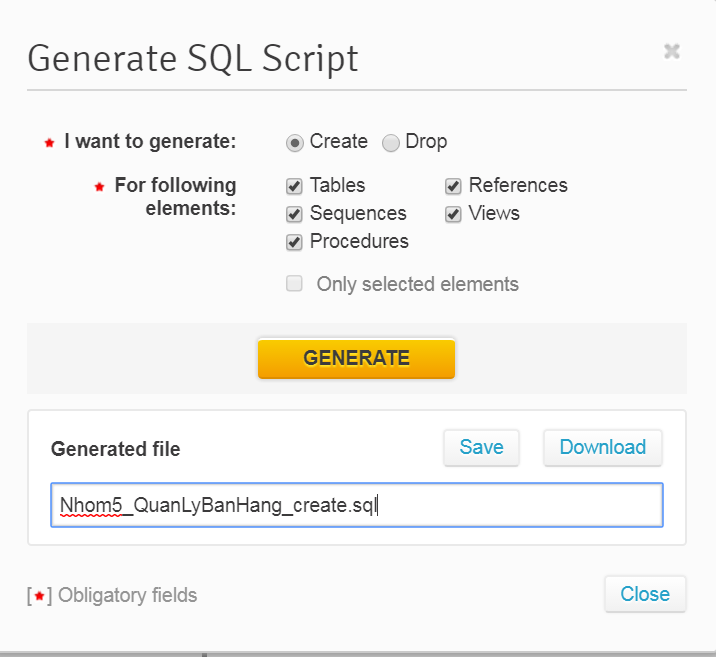 Generate SQL Script
I want to generate: Create Drop
For following elements:
Tables References
Sequences Views
Procedures
Only selected elements
GENERATE
Generated file Save Download
Nhom5_QuanLyBanHang_create.sql
[*] Obligatory fields Close